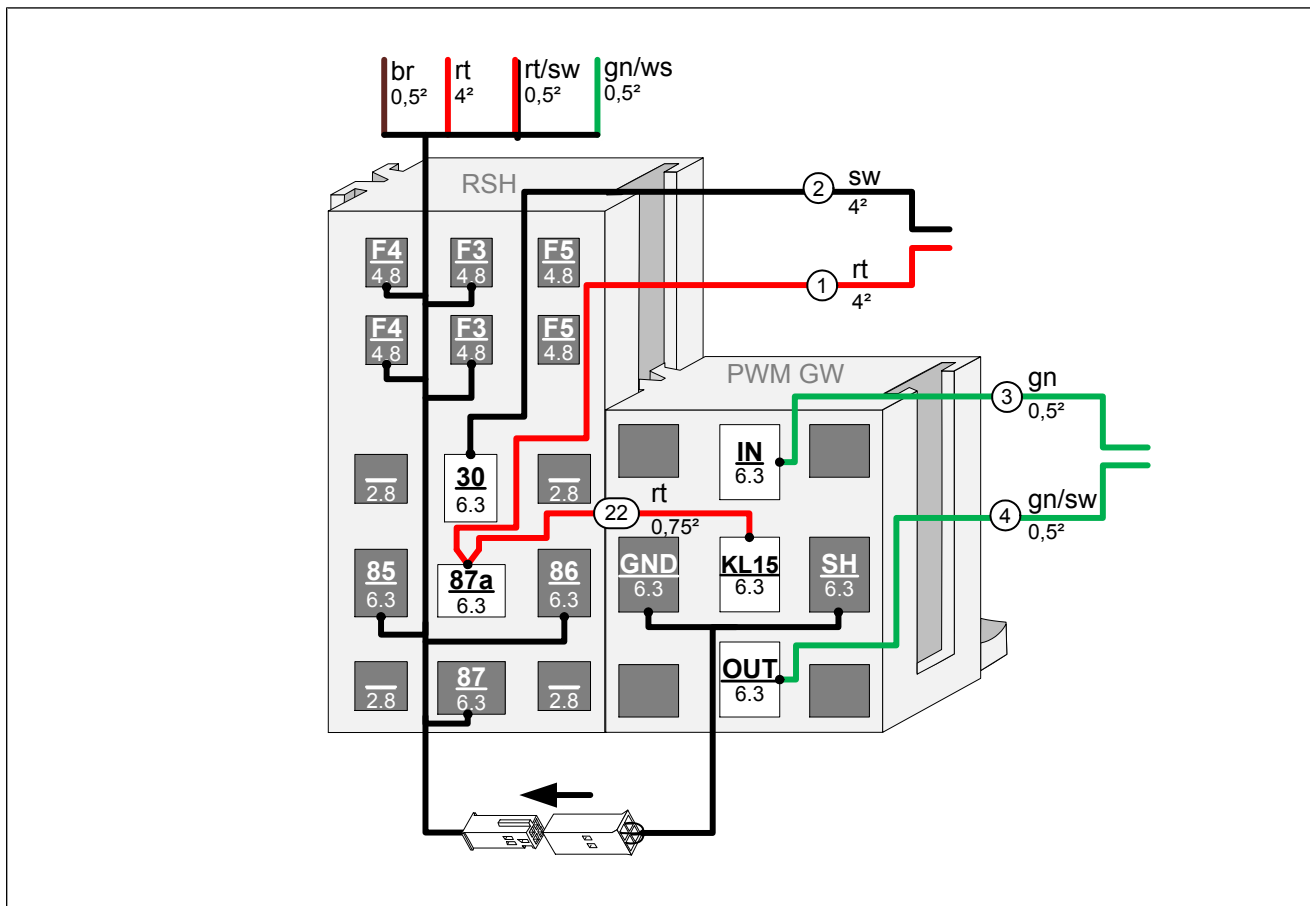 br rt rt/sw gn/ws
0,5² 4² 0,5² 0,5²
RSH
2 sw
4²
F4 F3 F5
4.8 4.8 4.8
1 rt
4²
F4 F3 F5
4.8 4.8 4.8
PWM GW
3 gn
0,5²
30
2.8 6.3 2.8
IN
6.3
22 rt
0,75²
4 gn/sw
0,5²
85 87a 86
6.3 6.3 6.3
GND KL15 SH
6.3 6.3 6.3
87
2.8 6.3 2.8
OUT
6.3